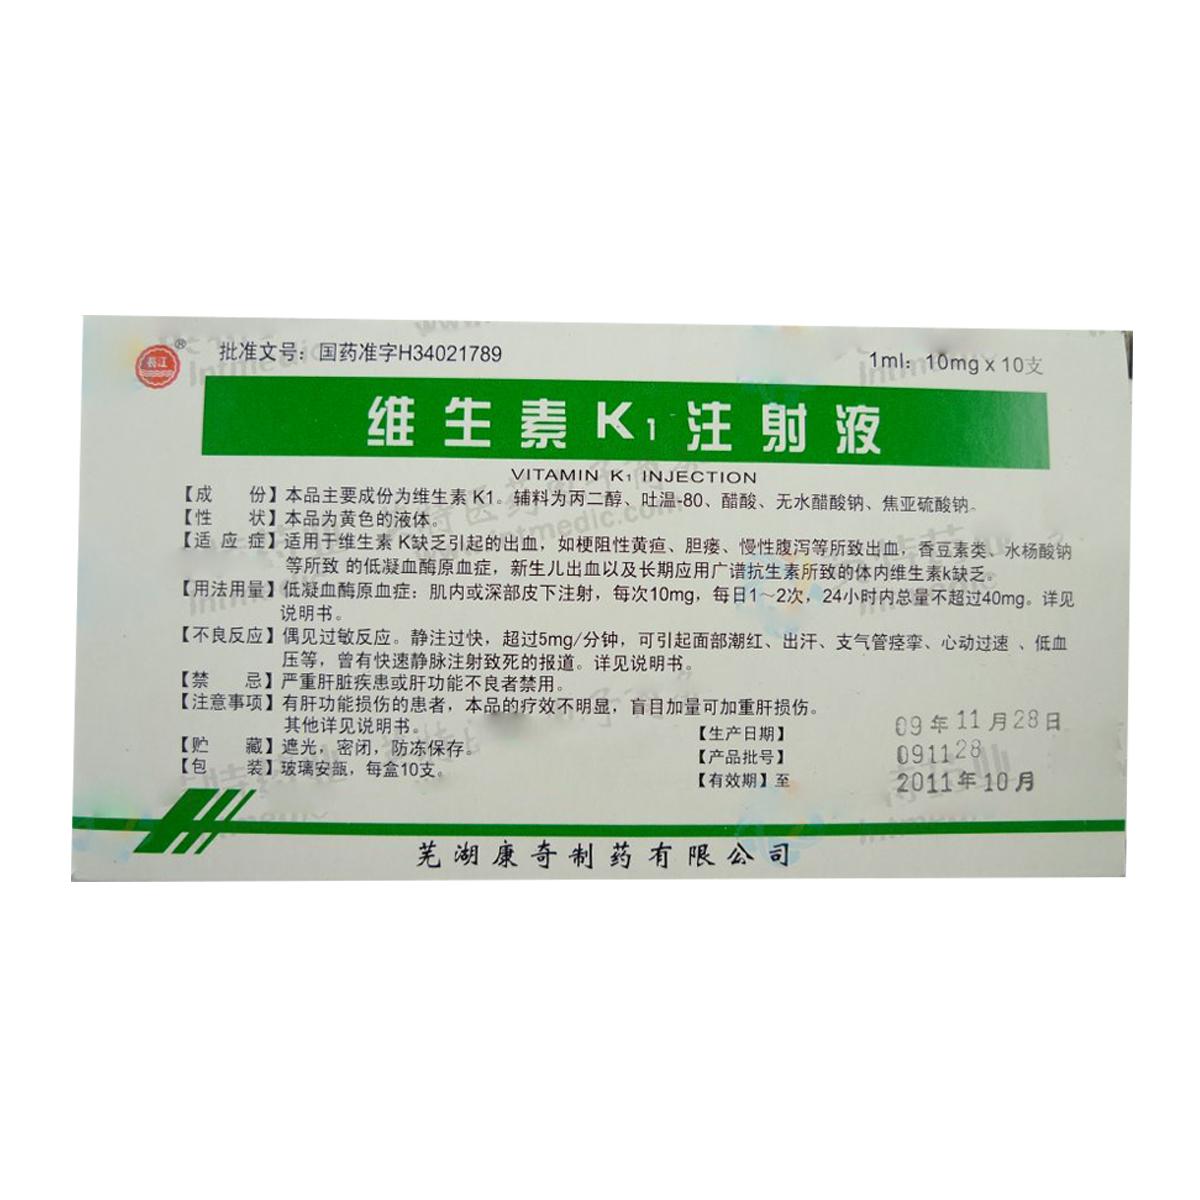 長江
®
批准文号：国药准字H34021789
1ml：10mg x 10支
维生素K1注射液
VITAMIN K1 INJECTION
【成　份】本品主要成份为维生素 K1。辅料为丙二醇、吐温-80、醋酸、无水醋酸钠、焦亚硫酸钠。
【性　状】本品为黄色的液体。
【适应症】适用于维生素 K缺乏引起的出血，如梗阻性黄疸、胆瘘、慢性腹泻等所致出血，香豆素类、水杨酸钠
等所致 的低凝血酶原血症，新生儿出血以及长期应用广谱抗生素所致的体内维生素k缺乏。
【用法用量】低凝血酶原血症：肌内或深部皮下注射，每次10mg，每日1～2次，24小时内总量不超过40mg。详见
说明书。
【不良反应】偶见过敏反应。静注过快，超过5mg/分钟，可引起面部潮红、出汗、支气管痉挛、心动过速 、低血
压等，曾有快速静脉注射致死的报道。详见说明书。
【禁　忌】严重肝脏疾患或肝功能不良者禁用。
【注意事项】有肝功能损伤的患者，本品的疗效不明显，盲目加量可加重肝损伤。
其他详见说明书。
【贮　藏】遮光，密闭，防冻保存。
【包　装】玻璃安瓿，每盒10支。
【生产日期】 09年11月28日
【产品批号】 091128
【有效期】至 2011年10月
芜湖康奇制药有限公司